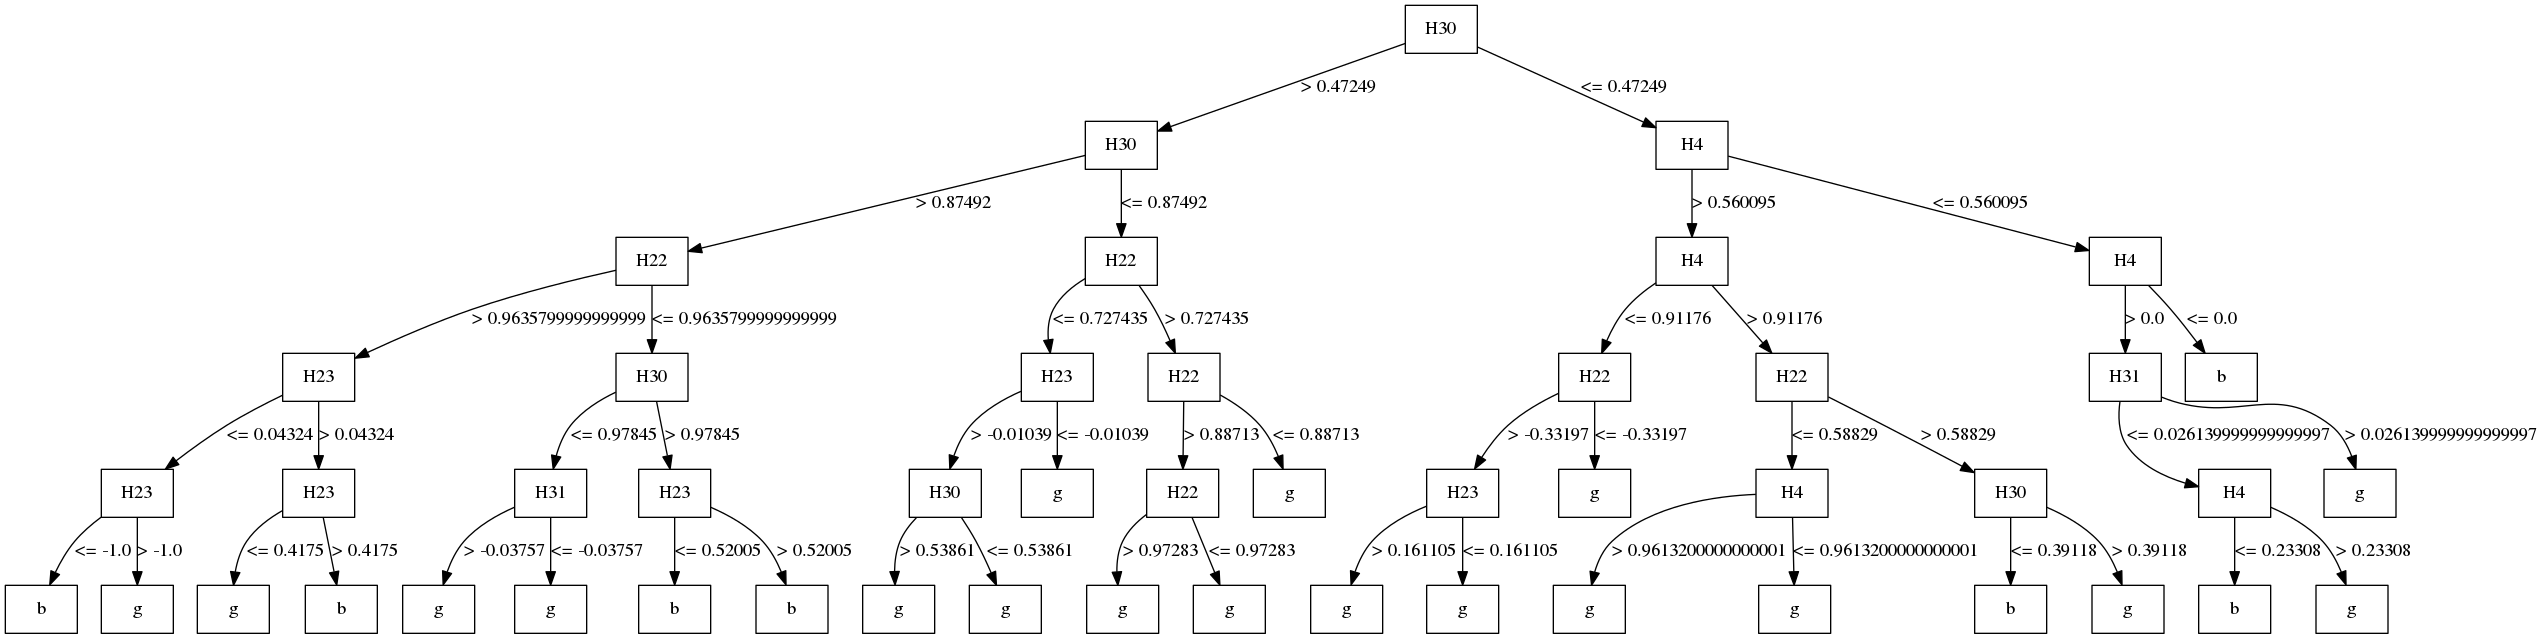 H30
> 0.47249
<= 0.47249
H30
H4
> 0.87492
<= 0.87492
> 0.560095
<= 0.560095
H22
H22
H4
H4
> 0.9635799999999999
<= 0.9635799999999999
<= 0.727435
> 0.727435
<= 0.91176
> 0.91176
> 0.0
<= 0.0
H23
H30
H23
H22
H22
H22
H31
b
<= 0.04324
> 0.04324
<= 0.97845
> 0.97845
> -0.01039
<= -0.01039
> 0.88713
<= 0.88713
> -0.33197
<= -0.33197
<= 0.58829
> 0.58829
<= 0.026139999999999997
> 0.026139999999999997
H23
H23
H31
H23
H30
g
H22
g
H23
g
H4
H30
H4
g
<= -1.0
> -1.0
<= 0.4175
> 0.4175
> -0.03757
<= -0.03757
<= 0.52005
> 0.52005
> 0.53861
<= 0.53861
> 0.97283
<= 0.97283
> 0.161105
<= 0.161105
> 0.9613200000000001
<= 0.9613200000000001
<= 0.39118
> 0.39118
<= 0.23308
> 0.23308
b
g
g
b
g
g
b
b
g
g
g
g
g
g
g
g
b
g
b
g